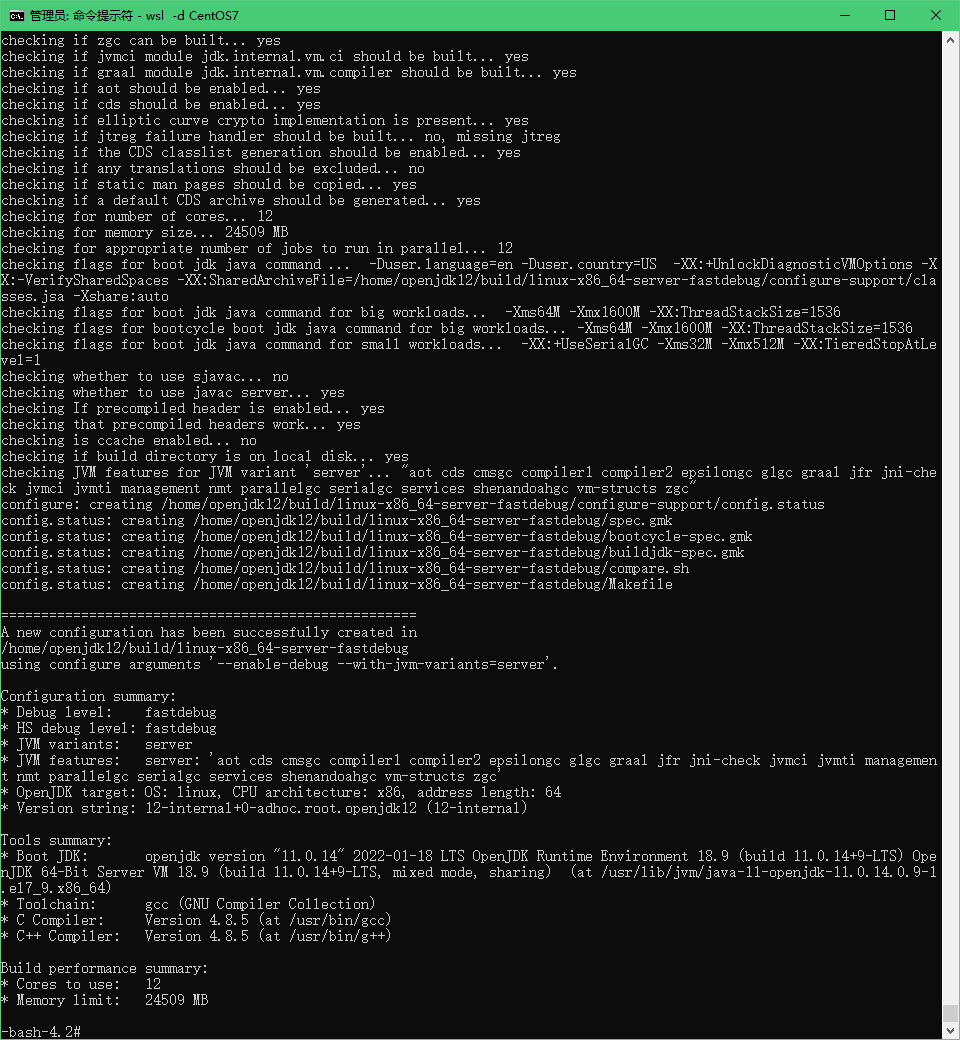 管理员: 命令提示符 - wsl  -d CentOS7
checking if zgc can be built... yes
checking if jvmci module jdk.internal.vm.ci should be built... yes
checking if graal module jdk.internal.vm.compiler should be built... yes
checking if aot should be enabled... yes
checking if cds should be enabled... yes
checking if elliptic curve crypto implementation is present... yes
checking if jtreg failure handler should be built... no, missing jtreg
checking if the CDS classlist generation should be enabled... yes
checking if any translations should be excluded... no
checking if static man pages should be copied... yes
checking if a default CDS archive should be generated... yes
checking for number of cores... 12
checking for memory size... 24509 MB
checking for appropriate number of jobs to run in parallel... 12
checking flags for boot jdk java command ...  -Duser.language=en -Duser.country=US  -XX:+UnlockDiagnosticVMOptions -X
X:-VerifySharedSpaces -XX:SharedArchiveFile=/home/openjdk12/build/linux-x86_64-server-fastdebug/configure-support/cla
sses.jsa -Xshare:auto
checking flags for boot jdk java command for big workloads...  -Xms64M -Xmx1600M -XX:ThreadStackSize=1536
checking flags for bootcycle boot jdk java command for big workloads... -Xms64M -Xmx1600M -XX:ThreadStackSize=1536
checking flags for boot jdk java command for small workloads...  -XX:+UseSerialGC -Xms32M -Xmx512M -XX:TieredStopAtLe
vel=1
checking whether to use sjavac... no
checking whether to use javac server... yes
checking If precompiled header is enabled... yes
checking that precompiled headers work... yes
checking is ccache enabled... no
checking if build directory is on local disk... yes
checking JVM features for JVM variant 'server'... "aot cds cmsgc compiler1 compiler2 epsilongc g1gc graal jfr jni-che
ck jvmci jvmti management nmt parallelgc serialgc services shenandoahgc vm-structs zgc"
configure: creating /home/openjdk12/build/linux-x86_64-server-fastdebug/configure-support/config.status
config.status: creating /home/openjdk12/build/linux-x86_64-server-fastdebug/spec.gmk
config.status: creating /home/openjdk12/build/linux-x86_64-server-fastdebug/bootcycle-spec.gmk
config.status: creating /home/openjdk12/build/linux-x86_64-server-fastdebug/buildjdk-spec.gmk
config.status: creating /home/openjdk12/build/linux-x86_64-server-fastdebug/compare.sh
config.status: creating /home/openjdk12/build/linux-x86_64-server-fastdebug/Makefile
====================================================
A new configuration has been successfully created in
/home/openjdk12/build/linux-x86_64-server-fastdebug
using configure arguments '--enable-debug --with-jvm-variants=server'.
Configuration summary:
* Debug level:    fastdebug
* HS debug level: fastdebug
* JVM variants:   server
* JVM features:   server: 'aot cds cmsgc compiler1 compiler2 epsilongc g1gc graal jfr jni-check jvmci jvmti managemen
t nmt parallelgc serialgc services shenandoahgc vm-structs zgc'
* OpenJDK target: OS: linux, CPU architecture: x86, address length: 64
* Version string: 12-internal+0-adhoc.root.openjdk12 (12-internal)
Tools summary:
* Boot JDK:       openjdk version "11.0.14" 2022-01-18 LTS OpenJDK Runtime Environment 18.9 (build 11.0.14+9-LTS) Ope
nJDK 64-Bit Server VM 18.9 (build 11.0.14+9-LTS, mixed mode, sharing)  (at /usr/lib/jvm/java-11-openjdk-11.0.14.0.9-1
.el7_9.x86_64)
* Toolchain:      gcc (GNU Compiler Collection)
* C Compiler:     Version 4.8.5 (at /usr/bin/gcc)
* C++ Compiler:   Version 4.8.5 (at /usr/bin/g++)
Build performance summary:
* Cores to use:   12
* Memory limit:   24509 MB
-bash-4.2#